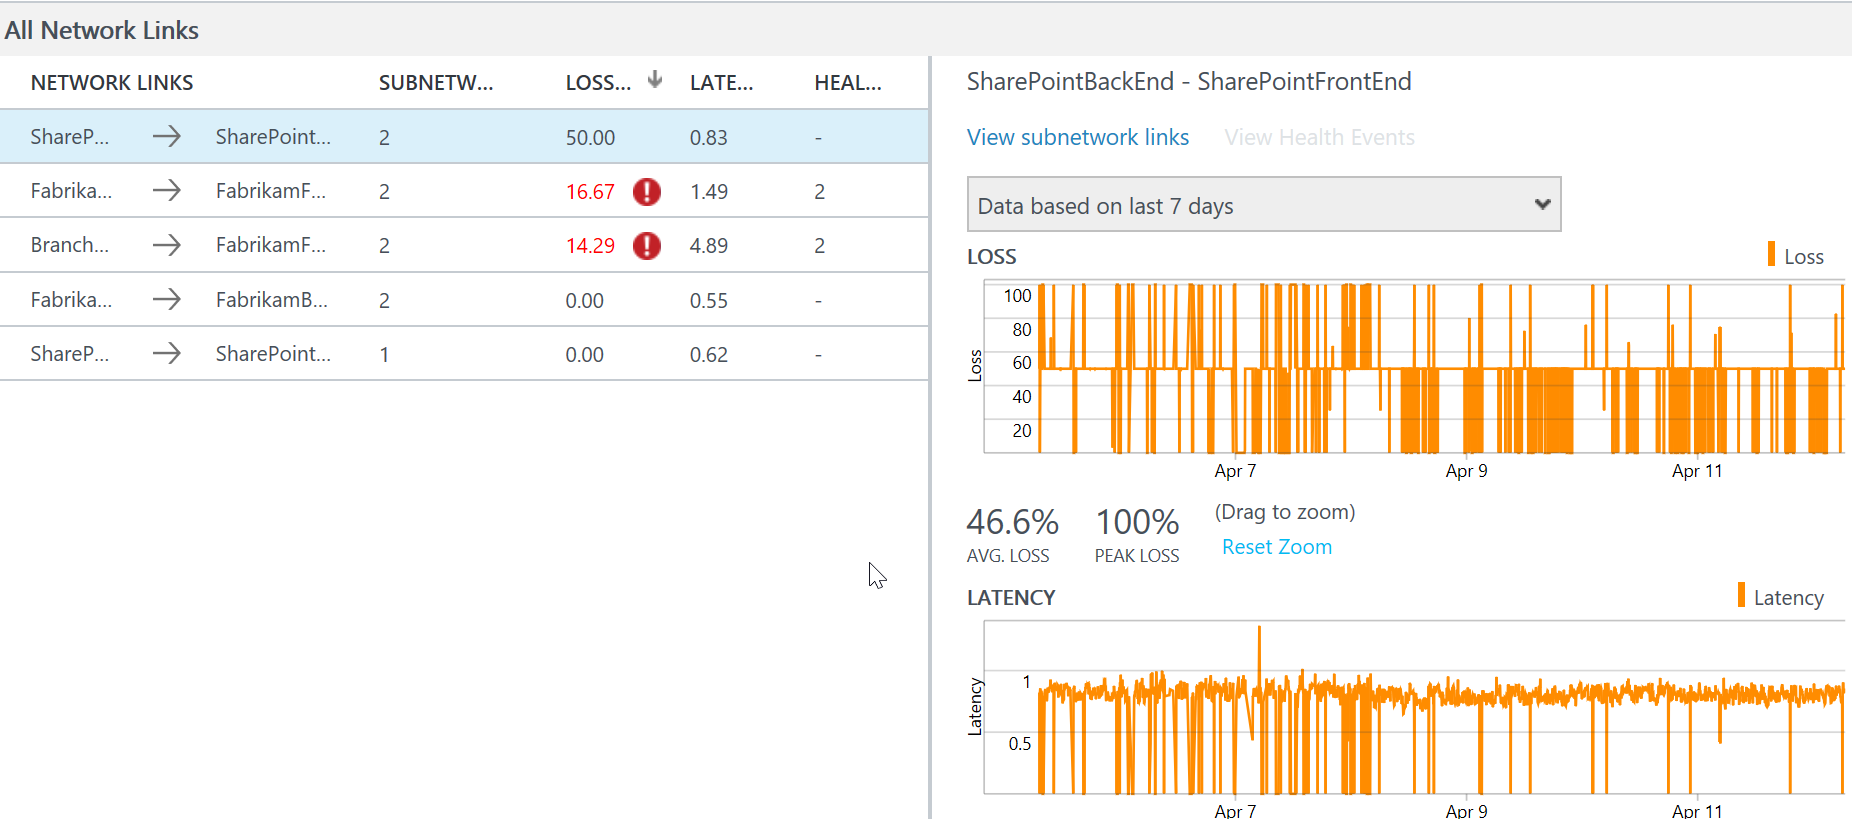 All Network Links
NETWORK LINKS SUBNETW... LOSS... LATE... HEAL...
ShareP... SharePoint... 2 50.00 0.83 -
Fabrika... FabrikamF... 2 16.67 1.49 2
Branch... FabrikamF... 2 14.29 4.89 2
Fabrika... FabrikamB... 2 0.00 0.55 -
ShareP... SharePoint... 1 0.00 0.62 -
SharePointBackEnd - SharePointFrontEnd
View subnetwork links View Health Events
Data based on last 7 days
LOSS Loss
100
80
60
40
20
Loss
Apr 7 Apr 9 Apr 11
46.6% 100% (Drag to zoom)
AVG. LOSS PEAK LOSS Reset Zoom
LATENCY Latency
1
0.5
Latency
Apr 7 Apr 9 Apr 11